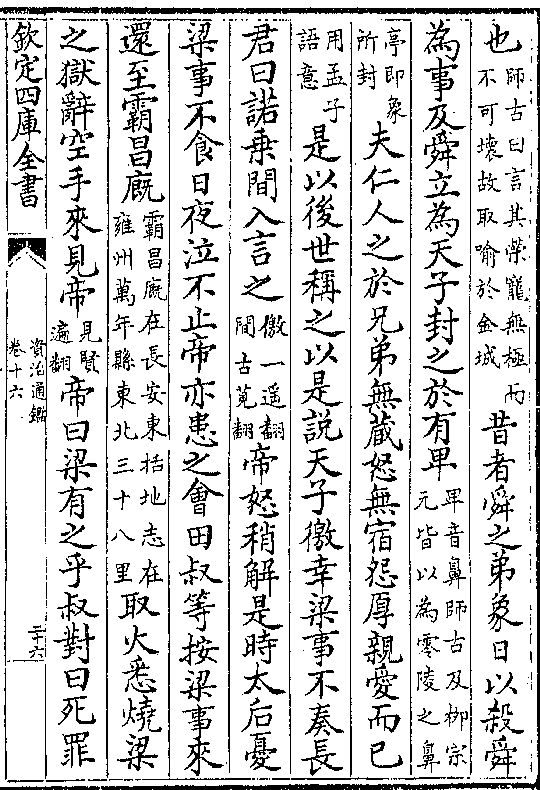 也師古曰言其榮寵無極而不可壞故取喻於金城昔者舜之弟象日以殺舜
為事及舜立為天子封之於有卑𤰞音鼻師古及柳宗元皆以為零陵之鼻
亭即象所封夫仁人之於兄弟無藏怒無宿怨厚親愛而已
用孟子語意是以後世稱之以是說天子徼幸梁事不奏長
君曰諾乘間入言之徼一遥翻間古莧翻帝怒稍解是時太后憂
梁事不食日夜泣不止帝亦患之會田叔等按梁事來
還至霸昌廐霸昌廐在長安東括地志在雍州萬年縣東北三十八里取火悉燒梁
之獄辭空手來見帝見賢遍翻帝曰梁有之乎叔對曰死罪
欽定四庫全書
資治通鑑
卷十六
二十六